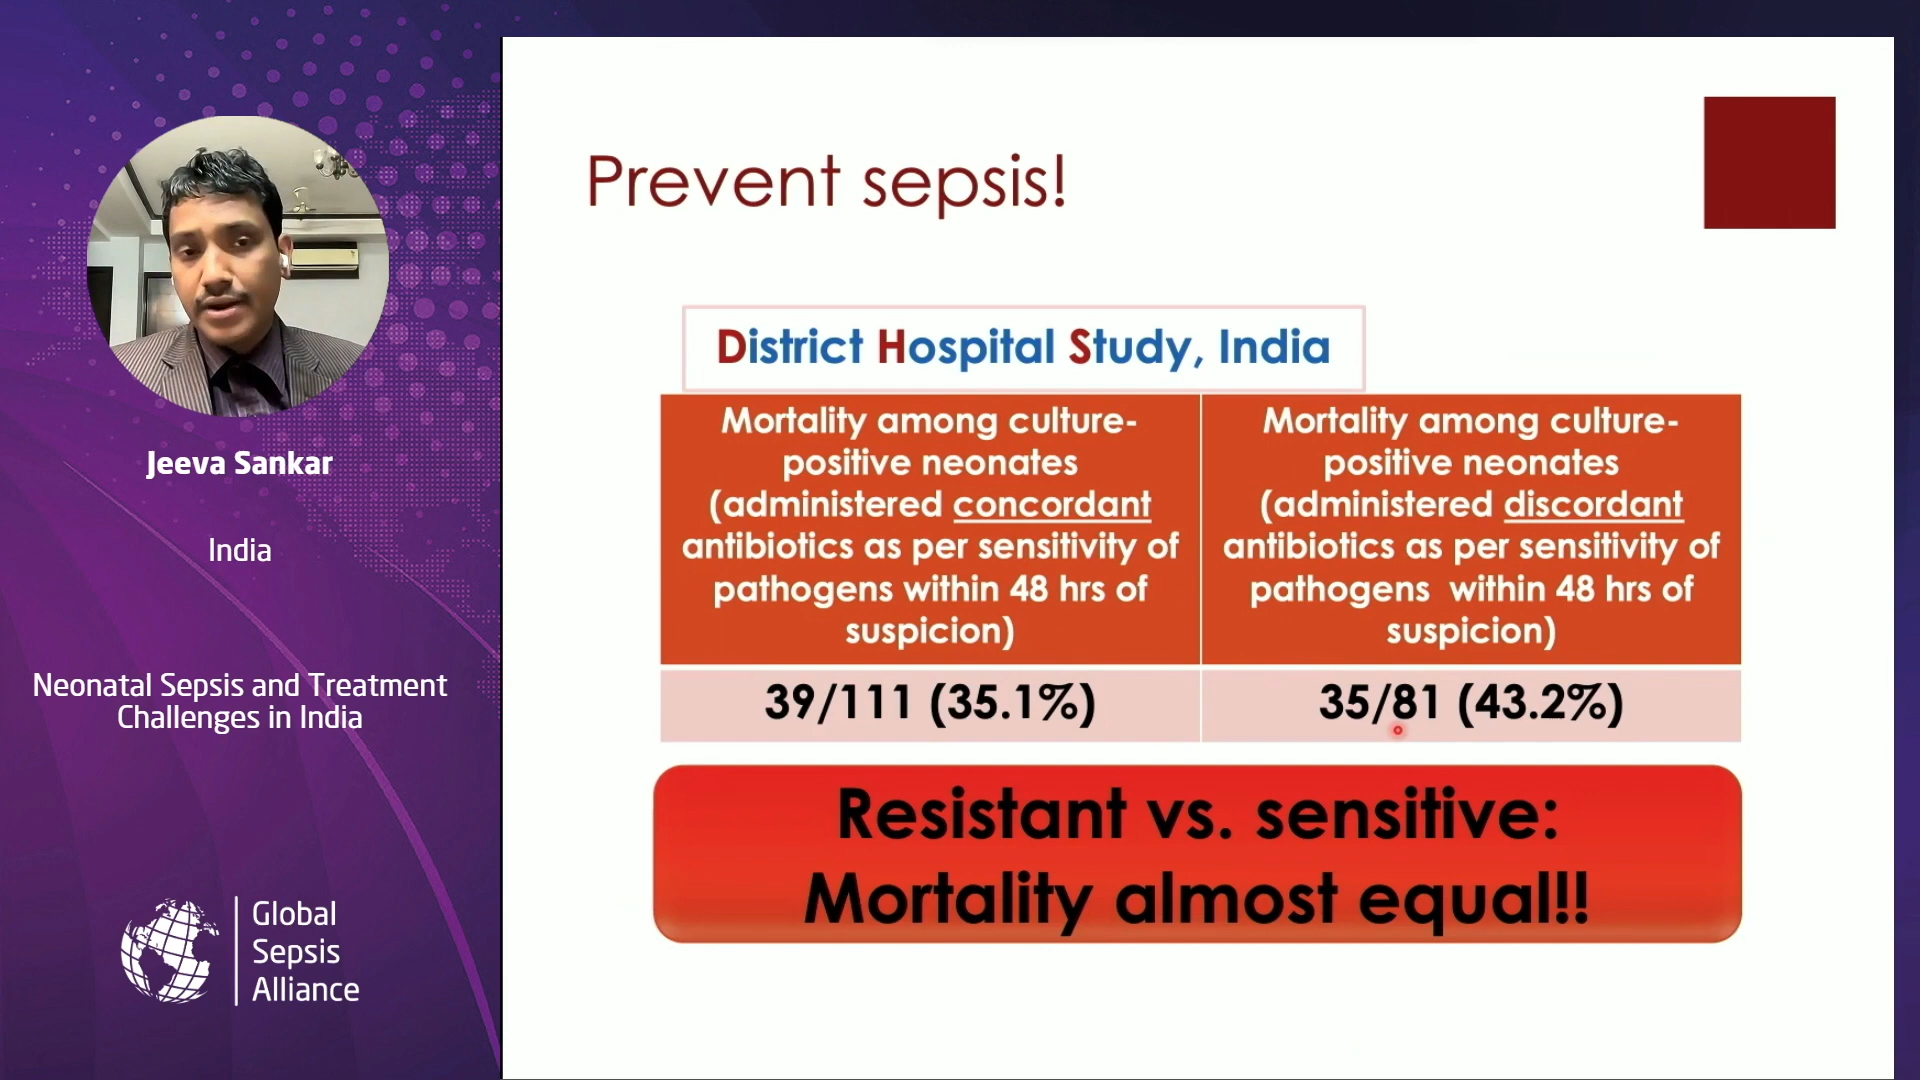 Jeeva Sankar
India
Neonatal Sepsis and Treatment
Challenges in India
Global
Sepsis
Alliance
Prevent sepsis!
District Hospital Study, India
Mortality among culture-
positive neonates
(administered concordant
antibiotics as per sensitivity of
pathogens within 48 hrs of
suspicion)
Mortality among culture-
positive neonates
(administered discordant
antibiotics as per sensitivity of
pathogens within 48 hrs of
suspicion)
39/111 (35.1%)
35/81 (43.2%)
Resistant vs. sensitive:
Mortality almost equal!!